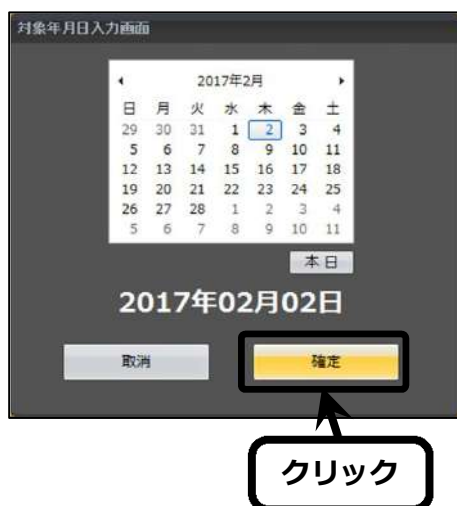 対象年月日入力画面
2017年2月
日 月 火 水 木 金 土
29 30 31 1 2 3 4
5 6 7 8 9 10 11
12 13 14 15 16 17 18
19 20 21 22 23 24 25
26 27 28 1 2 3 4
5 6 7 8 9 10 11
本日
2017年02月02日
取消 確定
クリック